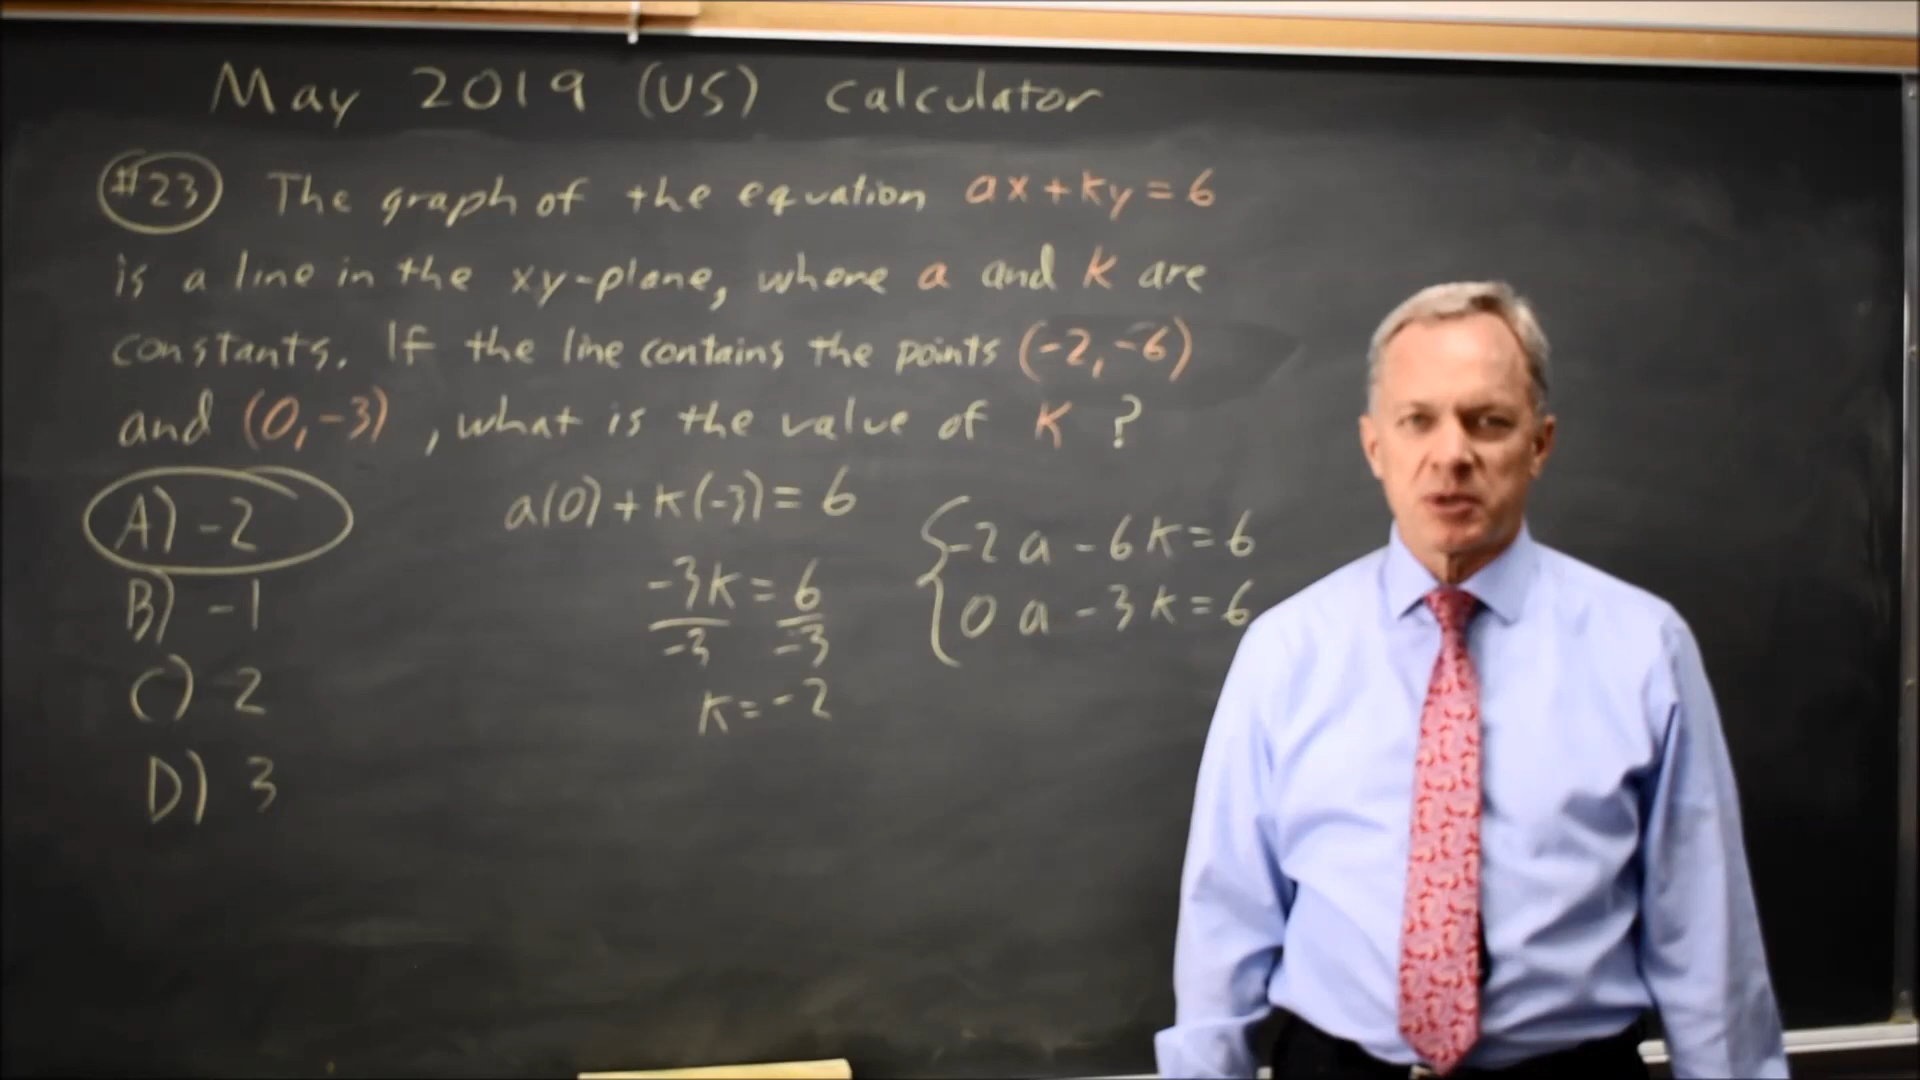 May 2019 (US) Calculator
#23 The graph of the equation ax+ky=6
is a line in the xy-plane, where a and k are
constants. If the line contains the points (-2,-6)
and (0,-3), what is the value of K ?
A) -2
B) -1
C) 2
D) 3
a(0)+k(-3)=6
-3k=6
-3 -3
k=-2
{-2a-6k=6
0a-3k=6